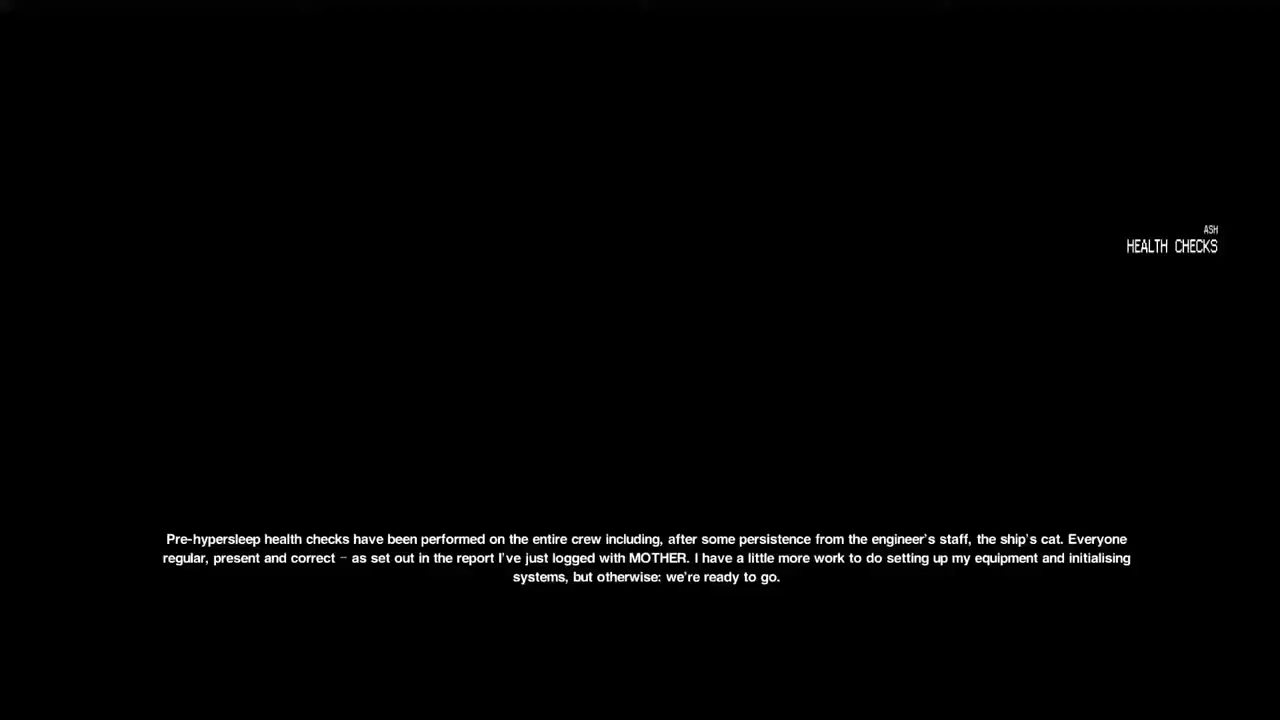 ASH
HEALTH CHECKS
Pre-hypersleep health checks have been performed on the entire crew including, after some persistence from the engineer's staff, the ship's cat. Everyone
regular, present and correct – as set out in the report I've just logged with MOTHER. I have a little more work to do setting up my equipment and initialising
systems, but otherwise: we're ready to go.